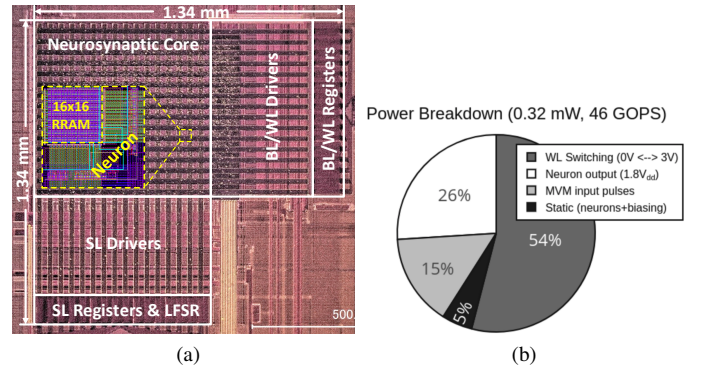 1.34 mm
1.34 mm
Neurosynaptic Core
16x16
RRAM
Neuron
BL/WL Drivers
BL/WL Registers
SL Drivers
SL Registers & LFSR
500
(a)
Power Breakdown (0.32 mW, 46 GOPS)
WL Switching (0V <--> 3V)
Neuron output (1.8Vdd)
MVM input pulses
Static (neurons+biasing)
26%
54%
15%
5%
(b)